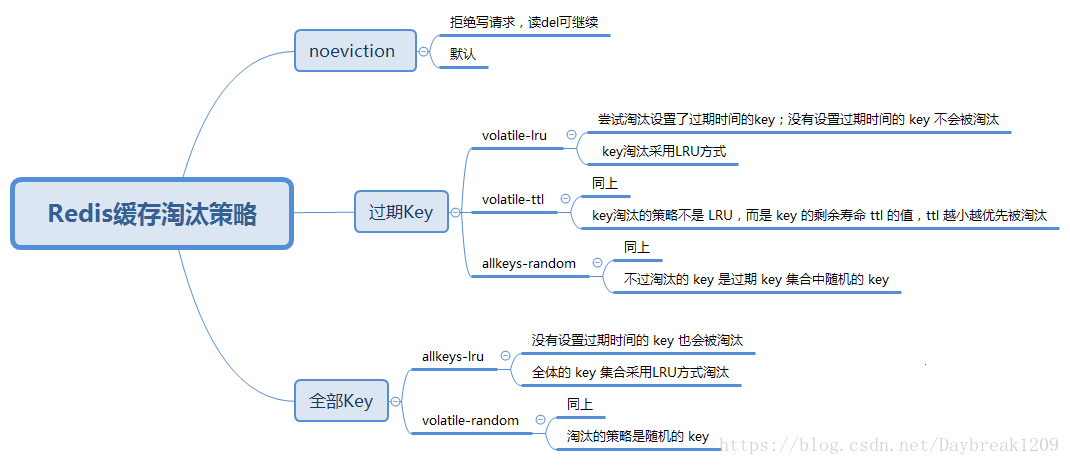 Redis缓存淘汰策略
noeviction
拒绝写请求，读del可继续
默认
过期Key
volatile-lru
尝试淘汰设置了过期时间的key；没有设置过期时间的 key 不会被淘汰
key淘汰采用LRU方式
volatile-ttl
同上
key淘汰的策略不是 LRU，而是 key 的剩余寿命 ttl 的值，ttl 越小越优先被淘汰
allkeys-random
同上
不过淘汰的 key 是过期 key 集合中随机的 key
全部Key
allkeys-lru
没有设置过期时间的 key 也会被淘汰
全体的 key 集合采用LRU方式淘汰
volatile-random
同上
淘汰的策略是随机的 key
https://blog.csdn.net/Daybreak1209